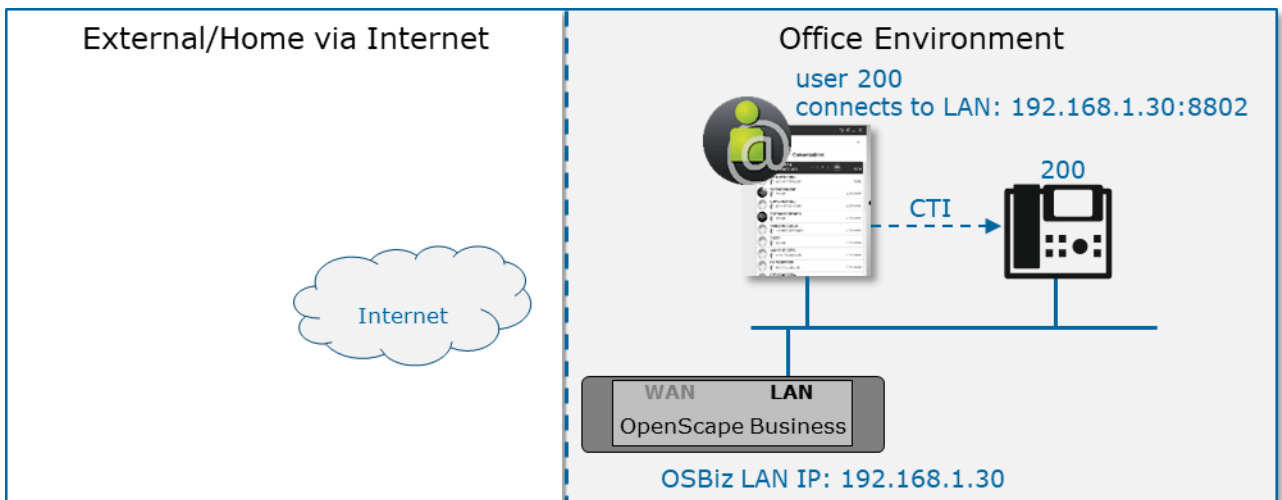 External/Home via Internet
Office Environment
user 200
connects to LAN: 192.168.1.30:8802
@
200
CTI
Internet
WAN
LAN
OpenScape Business
OSBiz LAN IP: 192.168.1.30